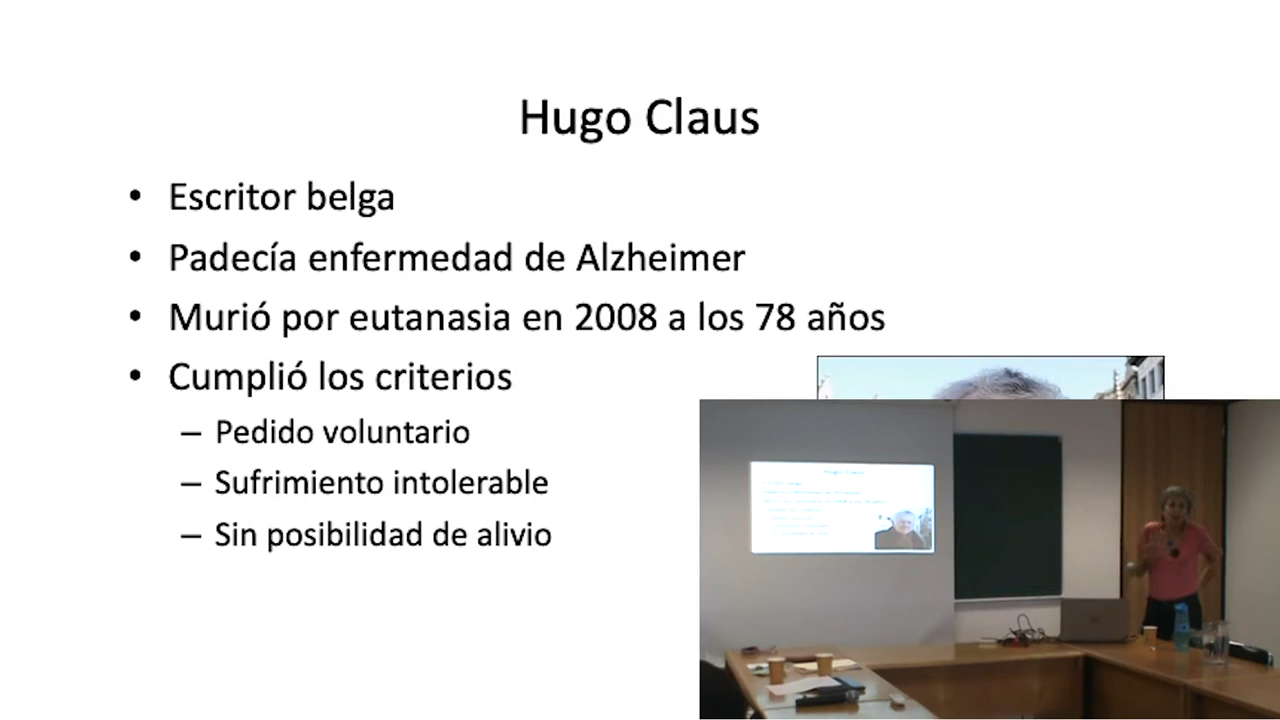 Hugo Claus
• Escritor belga
• Padecía enfermedad de Alzheimer
• Murió por eutanasia en 2008 a los 78 años
• Cumplió los criterios
– Pedido voluntario
– Sufrimiento intolerable
– Sin posibilidad de alivio